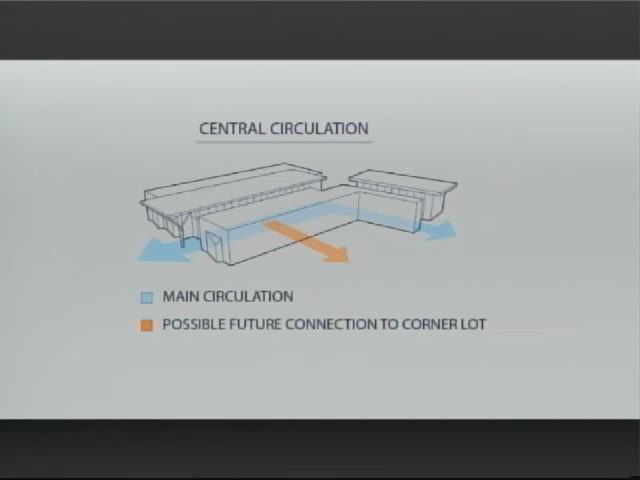 CENTRAL CIRCULATION
MAIN CIRCULATION
POSSIBLE FUTURE CONNECTION TO CORNER LOT